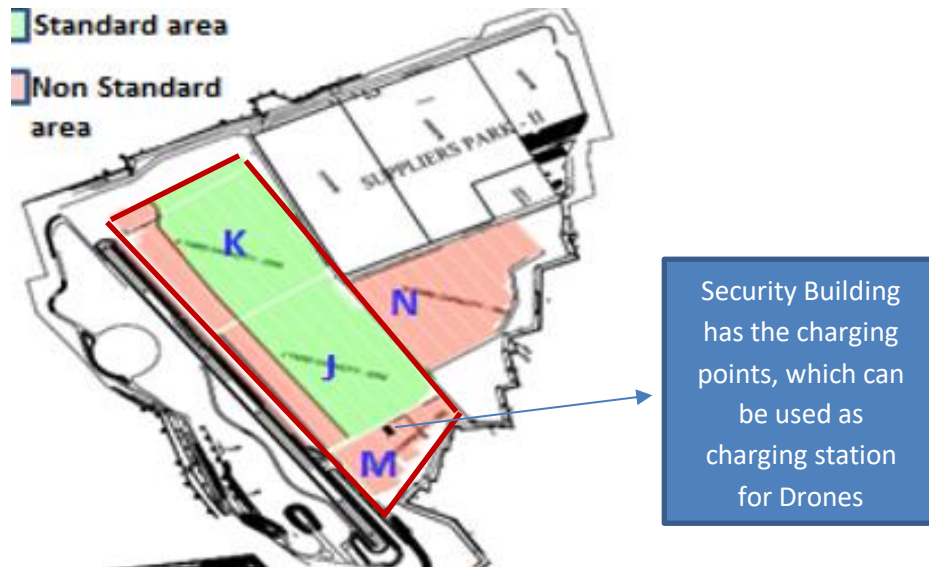 Standard area
Non Standard
area
SUPPLIERS PARK - II
K
N
J
M
Security Building
has the charging
points, which can
be used as
charging station
for Drones